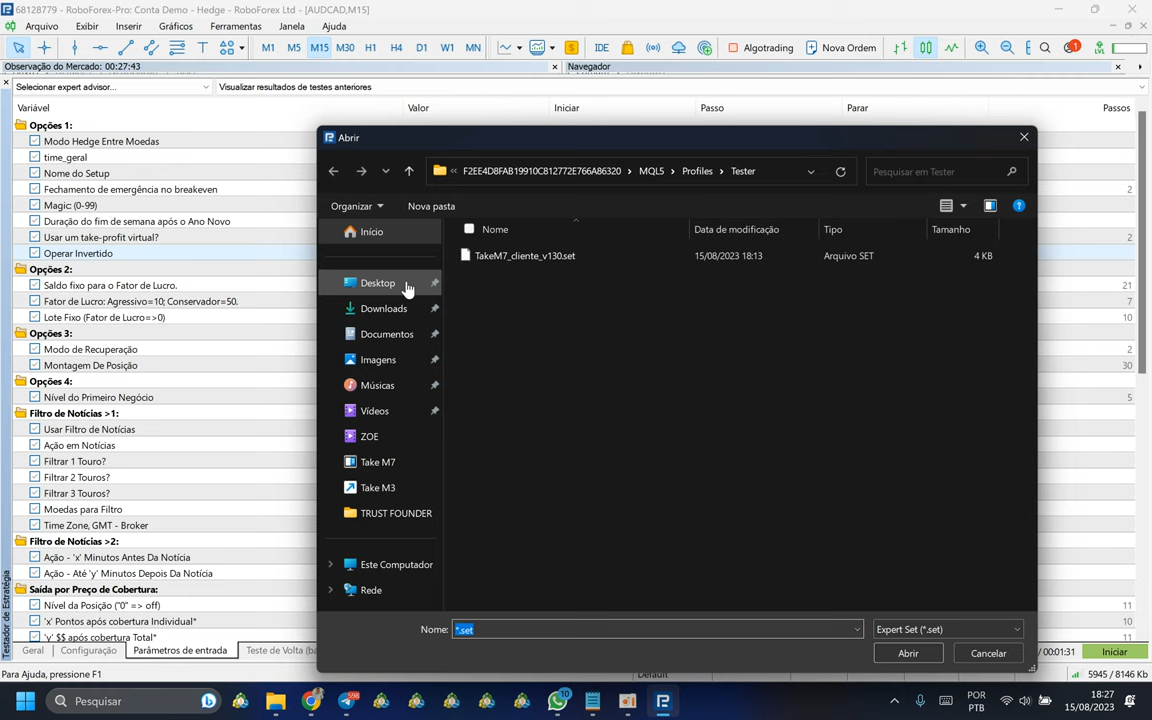 68128779 - RoboForex-Pro: Conta Demo - Hedge - RoboForex Ltd - [AUDCAD,M15]
Arquivo Exibir Inserir Gráficos Ferramentas Janela Ajuda
M1 M5 M15 M30 H1 H4 D1 W1 MN IDE Algotrading Nova Ordem 1 LVL
Observação do Mercado: 00:27:43
Navegador
Selecionar expert advisor...
Visualizar resultados de testes anteriores
Variável Valor Iniciar Passo Parar Passos
Opções 1:
Modo Hedge Entre Moedas
time_geral
Nome do Setup
Fechamento de emergência no breakeven 2
Magic: (0-99)
Duração do fim de semana após o Ano Novo
Usar um take-profit virtual? 2
Operar Invertido
Opções 2:
Saldo fixo para o Fator de Lucro. 21
Fator de Lucro: Agressivo=10; Conservador=50. 7
Lote Fixo (Fator de Lucro=>0) 10
Opções 3:
Modo de Recuperação 2
Montagem De Posição 30
Opções 4:
Nível do Primeiro Negócio 5
Filtro de Notícias >1:
Usar Filtro de Notícias
Ação em Notícias
Filtrar 1 Touro?
Filtrar 2 Touros?
Filtrar 3 Touros?
Moedas para Filtro
Time Zone, GMT - Broker
Filtro de Notícias >2:
Ação - 'x' Minutos Antes Da Notícia
Ação - Até 'y' Minutos Depois Da Notícia
Saída por Preço de Cobertura:
Nível da Posição ("0" => off) 11
'x' Pontos após cobertura Individual* 10
'y' $$ após cobertura Total* 11
Testador de Estratégia
Abrir
« F2EE4D8FAB19910C812772E766A86320 › MQL5 › Profiles › Tester
Pesquisar em Tester
Organizar Nova pasta
Início
Desktop
Downloads
Documentos
Imagens
Músicas
Vídeos
ZOE
Take M7
Take M3
TRUST FOUNDER
Este Computador
Rede
Nome Data de modificação Tipo Tamanho
TakeM7_cliente_v130.set 15/08/2023 18:13 Arquivo SET 4 KB
Nome: *.set
Expert Set (*.set)
Abrir Cancelar
Geral Configuração Parâmetros de entrada Teste de Volta (ba
/ 00:01:31 Iniciar
Para Ajuda, pressione F1
Default
5945 / 8146 Kb
Pesquisar
598
10
POR
PTB
18:27
15/08/2023